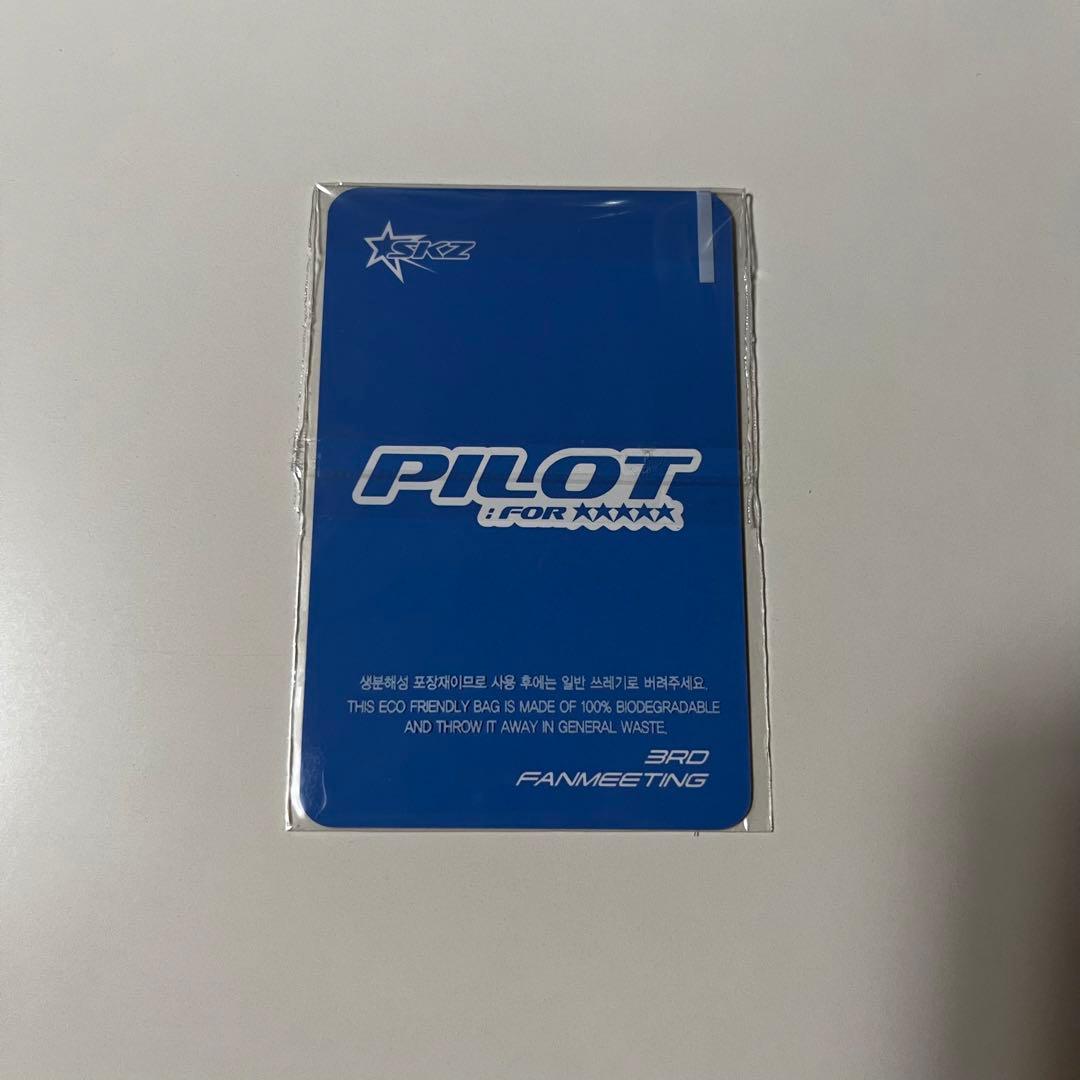 SKZ
PILOT
: FOR ★★★★★
생분해성 포장재이므로 사용 후에는 일반 쓰레기로 버려주세요.
THIS ECO FRIENDLY BAG IS MADE OF 100% BIODEGRADABLE
AND THROW IT AWAY IN GENERAL WASTE.
3RD
FANMEETING